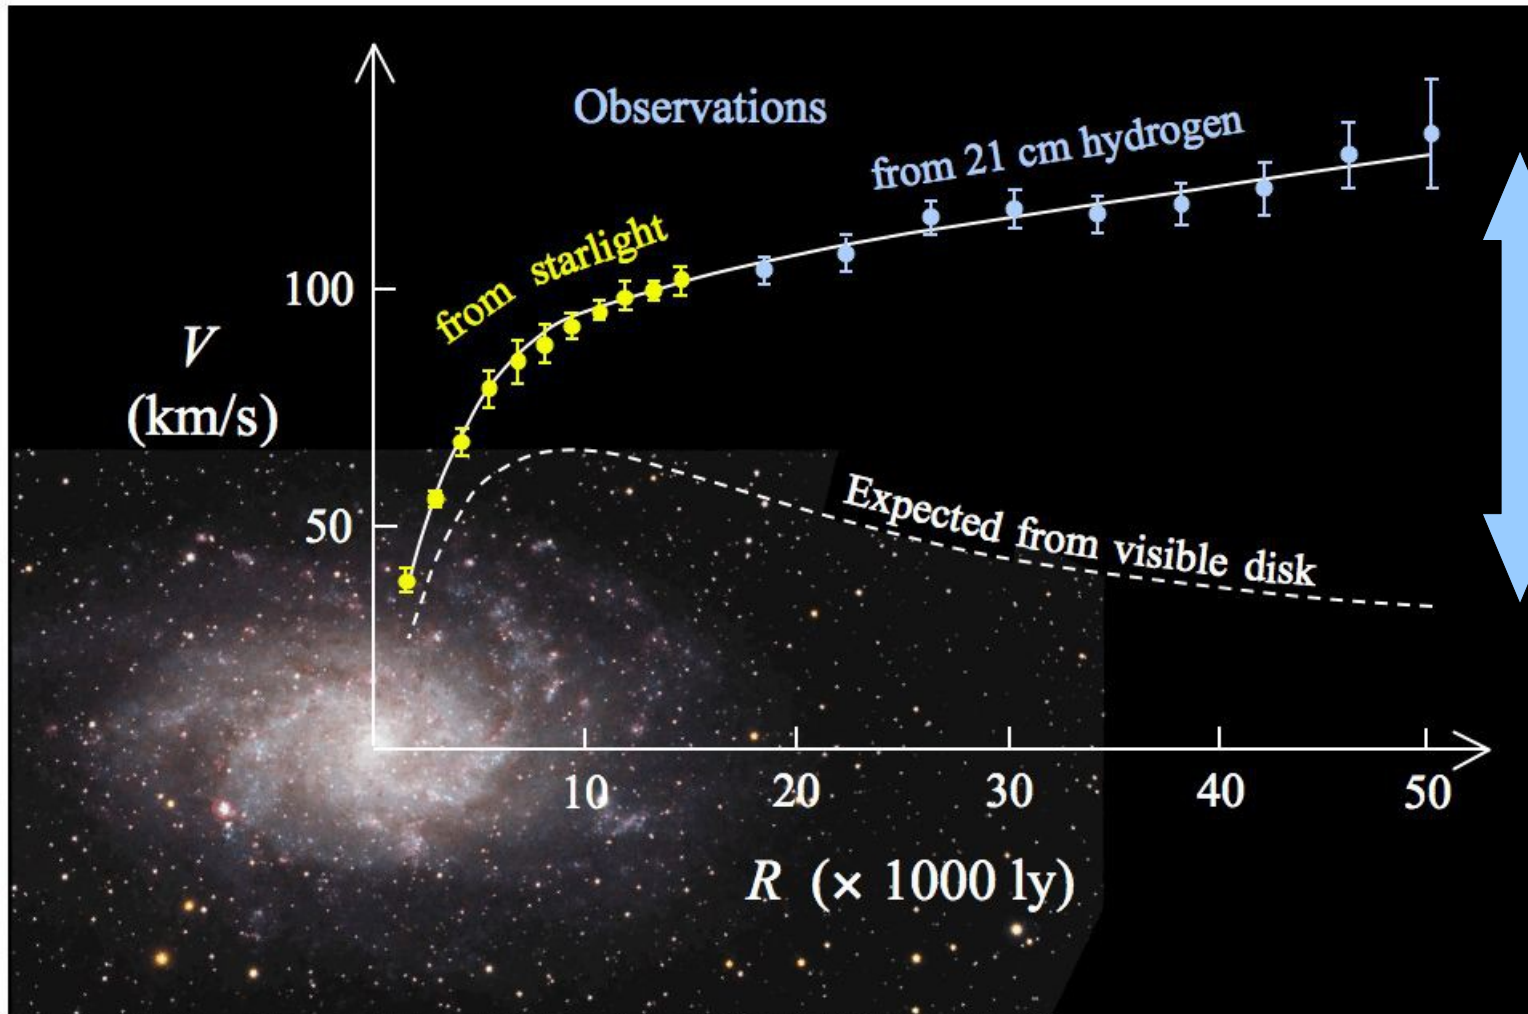 Observations
from 21 cm hydrogen
from starlight
100
V
(km/s)
50
Expected from visible disk
10
20
30
40
50
R (× 1000 ly)